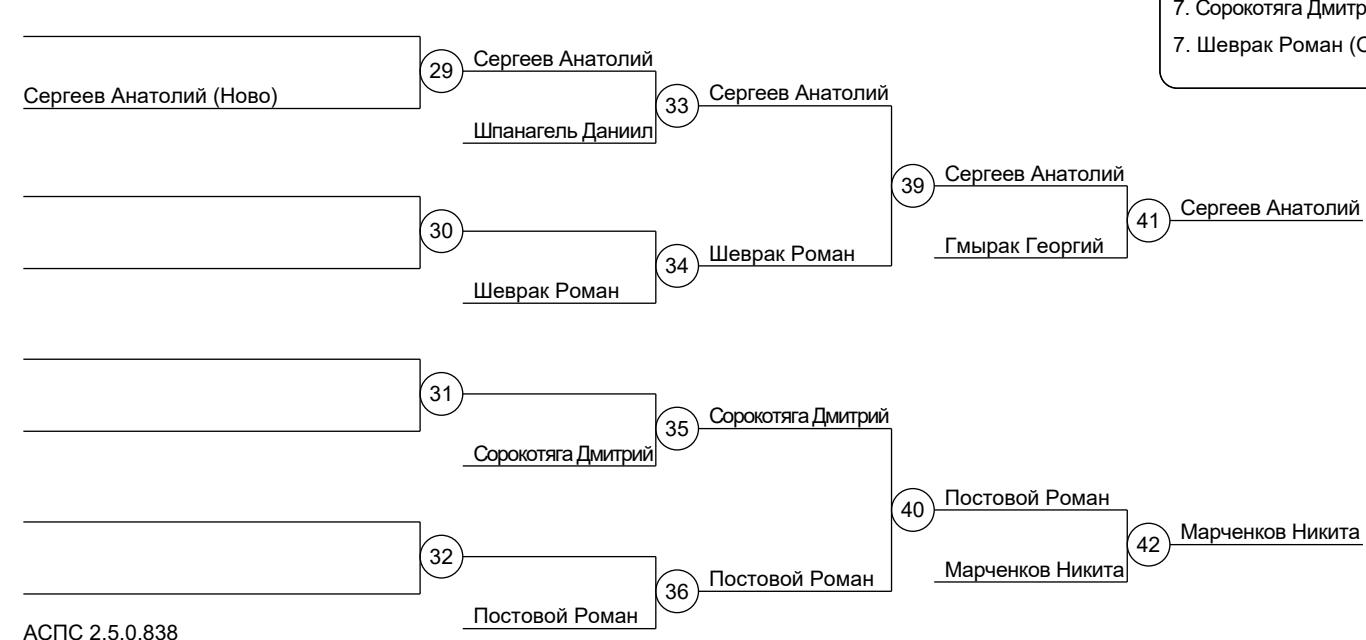 7. Сорокотяга Дмитр
7. Шеврак Роман (С
29
Сергеев Анатолий
Сергеев Анатолий (Ново)
33
Сергеев Анатолий
Шпанагель Даниил
39
Сергеев Анатолий
41
Сергеев Анатолий
30
Гмырак Георгий
34
Шеврак Роман
Шеврак Роман
31
35
Сорокотяга Дмитрий
Сорокотяга Дмитрий
40
Постовой Роман
42
Марченков Никита
32
Марченков Никита
36
Постовой Роман
Постовой Роман
АСПС 2.5.0.838